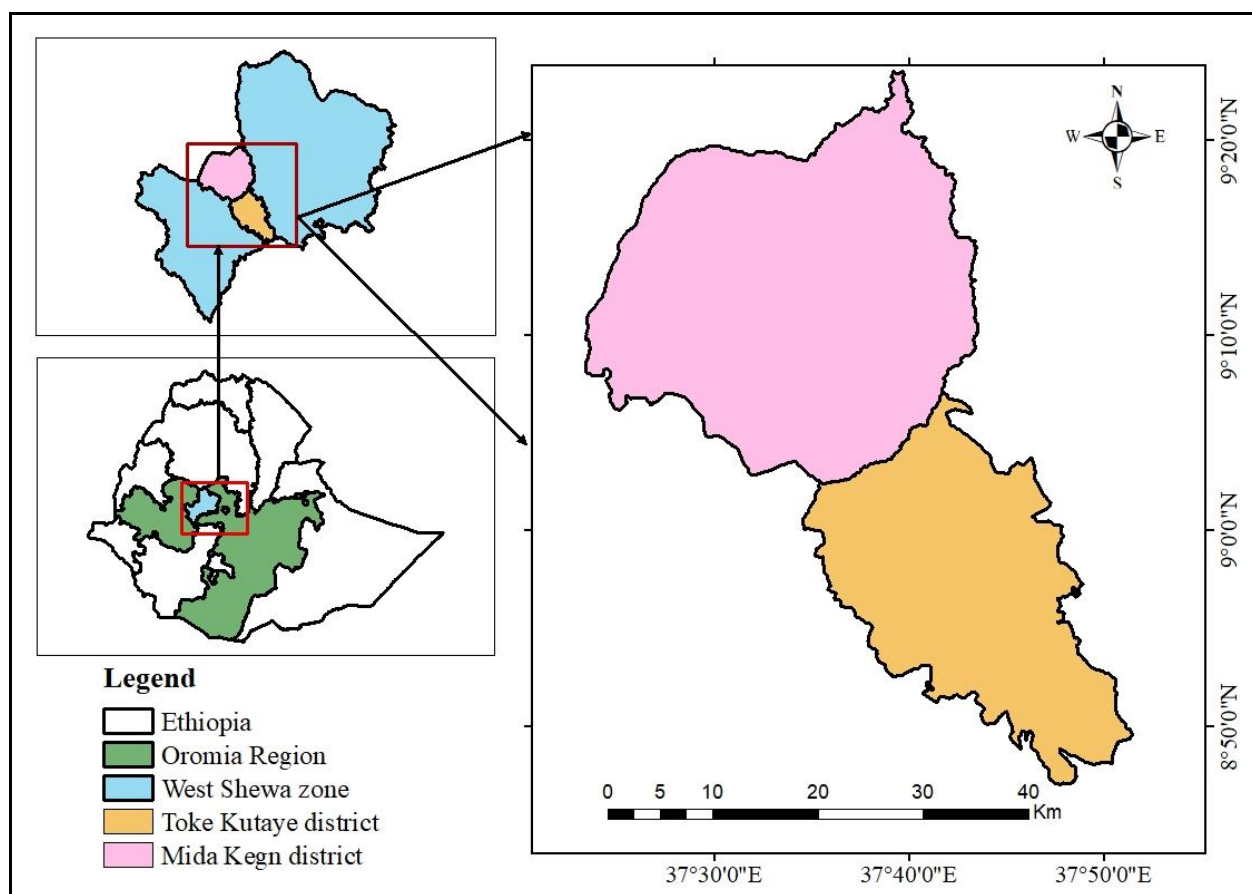 Legend
Ethiopia
Oromia Region
West Shewa zone
Toke Kutaye district
Mida Kegn district
N
W E
S
9°20'0"N
9°10'0"N
9°0'0"N
8°50'0"N
0 5 10 20 30 40
Km
37°30'0"E 37°40'0"E 37°50'0"E